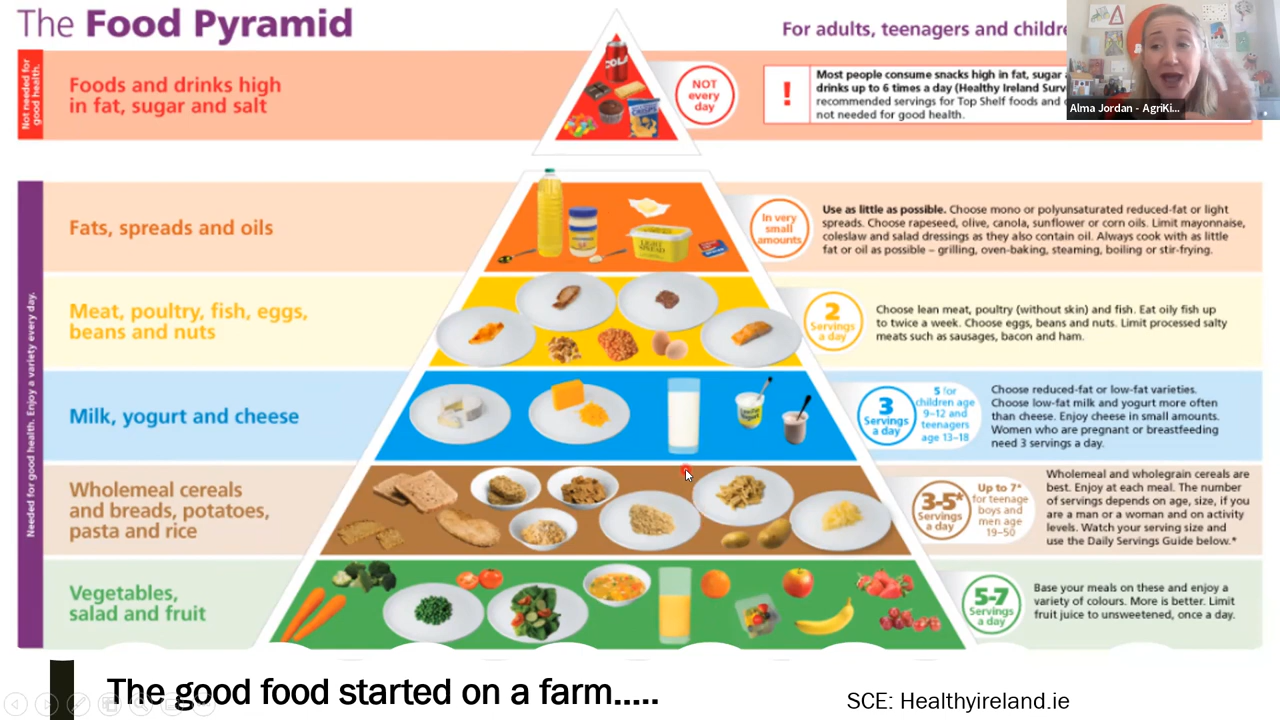 The Food Pyramid
For adults, teenagers and childre
Alma Jordan - AgriKi...
Not needed for
good health.
Foods and drinks high
in fat, sugar and salt
COLA
CRISPS
NOT
every
day
!
Most people consume snacks high in fat, sugar
drinks up to 6 times a day (Healthy Ireland Surv
recommended servings for Top Shelf foods and
not needed for good health.
Needed for good health. Enjoy a variety every day.
Fats, spreads and oils
LIGHT
SPREAD
In very
small
amounts
Use as little as possible. Choose mono or polyunsaturated reduced-fat or light
spreads. Choose rapeseed, olive, canola, sunflower or corn oils. Limit mayonnaise,
coleslaw and salad dressings as they also contain oil. Always cook with as little
fat or oil as possible – grilling, oven-baking, steaming, boiling or stir-frying.
Meat, poultry, fish, eggs,
beans and nuts
2
Servings
a day
Choose lean meat, poultry (without skin) and fish. Eat oily fish up
to twice a week. Choose eggs, beans and nuts. Limit processed salty
meats such as sausages, bacon and ham.
Milk, yogurt and cheese
3
Servings
a day
5 for
children age
9–12 and
teenagers
age 13–18
Choose reduced-fat or low-fat varieties.
Choose low-fat milk and yogurt more often
than cheese. Enjoy cheese in small amounts.
Women who are pregnant or breastfeeding
need 3 servings a day.
Wholemeal cereals
and breads, potatoes,
pasta and rice
3-5*
Servings
a day
Up to 7*
for teenage
boys and
men age
19–50
Wholemeal and wholegrain cereals are
best. Enjoy at each meal. The number
of servings depends on age, size, if you
are a man or a woman and on activity
levels. Watch your serving size and
use the Daily Servings Guide below.*
Vegetables,
salad and fruit
5-7
Servings
a day
Base your meals on these and enjoy a
variety of colours. More is better. Limit
fruit juice to unsweetened, once a day.
The good food started on a farm.....
SCE: Healthyireland.ie